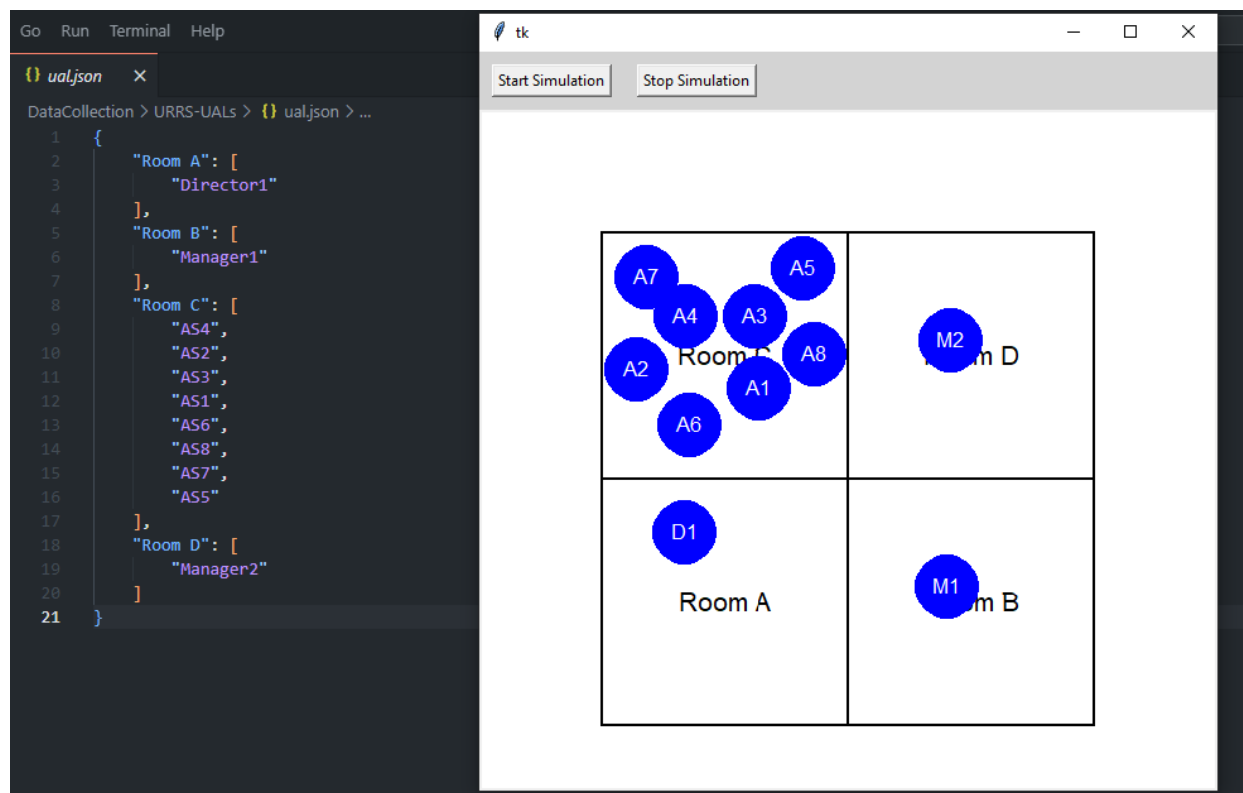 Go Run Terminal Help
{} ual.json ×
DataCollection > URRS-UALs > {} ual.json > ...
1 {
2 "Room A": [
3 "Director1"
4 ],
5 "Room B": [
6 "Manager1"
7 ],
8 "Room C": [
9 "AS4",
10 "AS2",
11 "AS3",
12 "AS1",
13 "AS6",
14 "AS8",
15 "AS7",
16 "AS5"
17 ],
18 "Room D": [
19 "Manager2"
20 ]
21 }
tk
Start Simulation Stop Simulation
A7
A5
A4
A3
Room C
A8
A2
A1
A6
M2
m D
D1
Room A
M1
m B